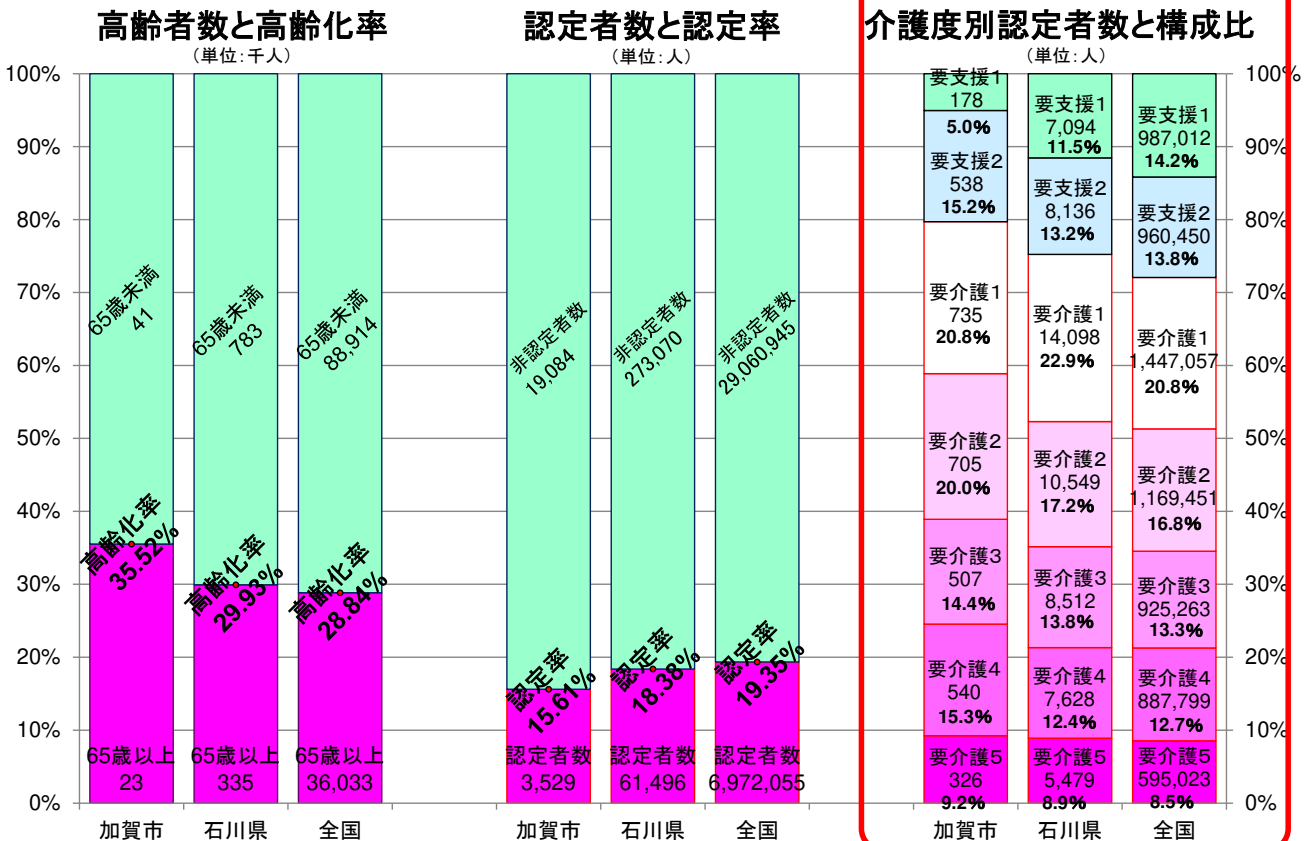 高齢者数と高齢化率
（単位：千人）
100%
90%
80%
70%
60%
50%
40%
30%
20%
10%
0%
65歳未満
41
高齢化率
35.52%
65歳以上
23
加賀市
65歳未満
783
高齢化率
29.93%
65歳以上
335
石川県
65歳未満
88,914
高齢化率
28.84%
65歳以上
36,033
全国
認定者数と認定率
（単位：人）
非認定者数
19,084
認定率
15.61%
認定者数
3,529
加賀市
非認定者数
273,070
認定率
18.38%
認定者数
61,496
石川県
非認定者数
29,060,945
認定率
19.35%
認定者数
6,972,055
全国
介護度別認定者数と構成比
（単位：人）
要支援1
178
5.0%
要支援2
538
15.2%
要介護1
735
20.8%
要介護2
705
20.0%
要介護3
507
14.4%
要介護4
540
15.3%
要介護5
326
9.2%
加賀市
要支援1
7,094
11.5%
要支援2
8,136
13.2%
要介護1
14,098
22.9%
要介護2
10,549
17.2%
要介護3
8,512
13.8%
要介護4
7,628
12.4%
要介護5
5,479
8.9%
石川県
要支援1
987,012
14.2%
要支援2
960,450
13.8%
要介護1
1,447,057
20.8%
要介護2
1,169,451
16.8%
要介護3
925,263
13.3%
要介護4
887,799
12.7%
要介護5
595,023
8.5%
全国
100%
90%
80%
70%
60%
50%
40%
30%
20%
10%
0%